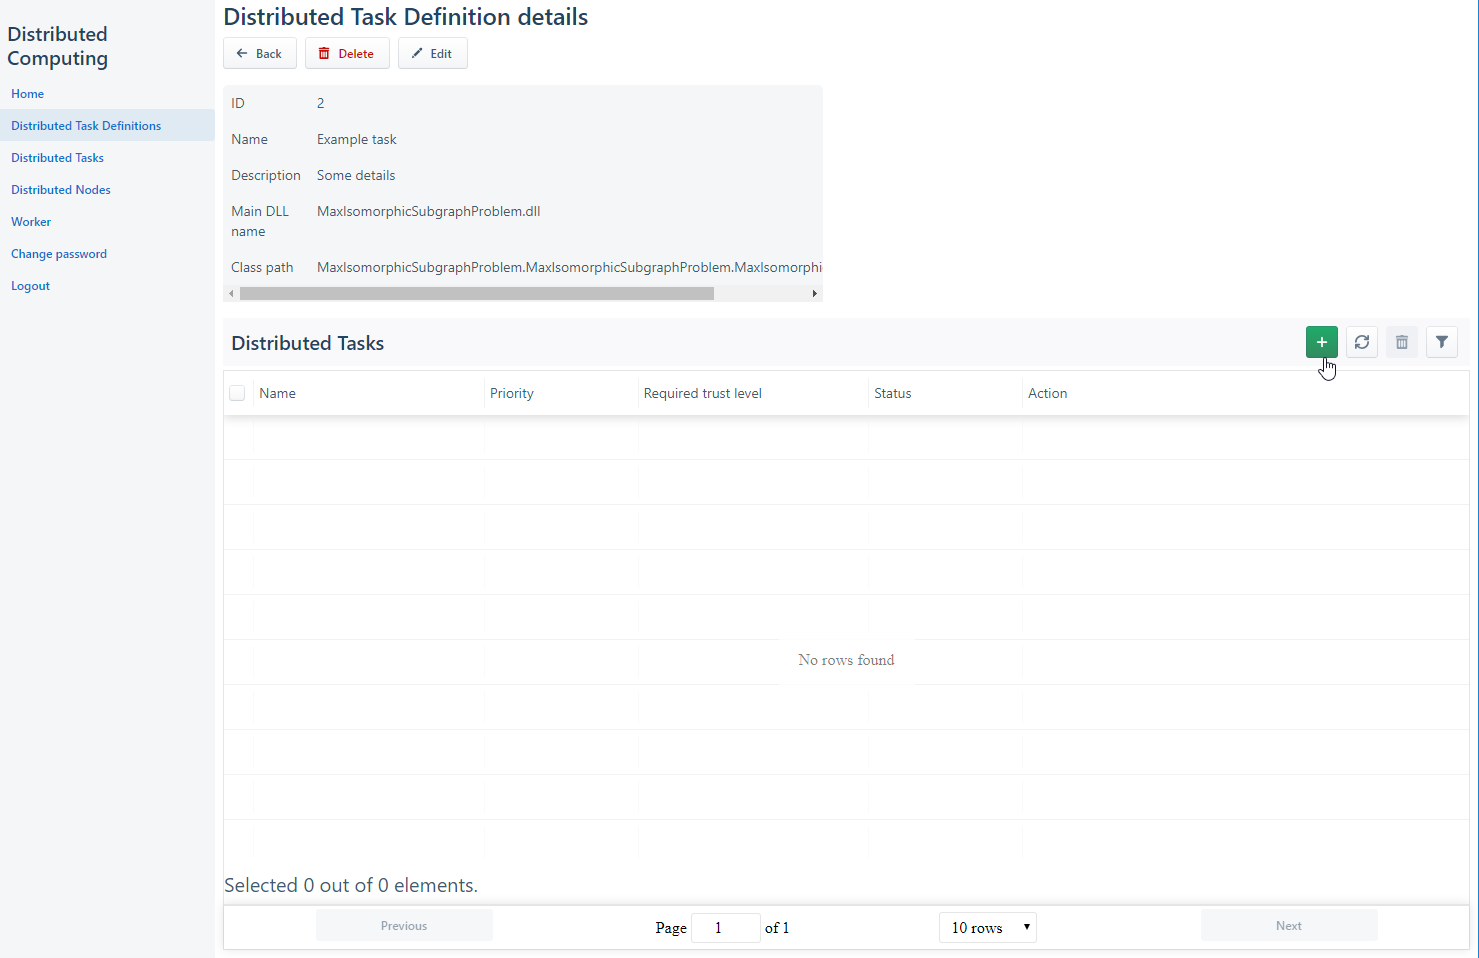 Distributed
Computing
Home
Distributed Task Definitions
Distributed Tasks
Distributed Nodes
Worker
Change password
Logout
Distributed Task Definition details
Back
Delete
Edit
ID 2
Name Example task
Description Some details
Main DLL name MaxIsomorphicSubgraphProblem.dll
Class path MaxIsomorphicSubgraphProblem.MaxIsomorphicSubgraphProblem.MaxIsomorphi
Distributed Tasks
Name Priority Required trust level Status Action
No rows found
Selected 0 out of 0 elements.
Previous Page 1 of 1 10 rows Next